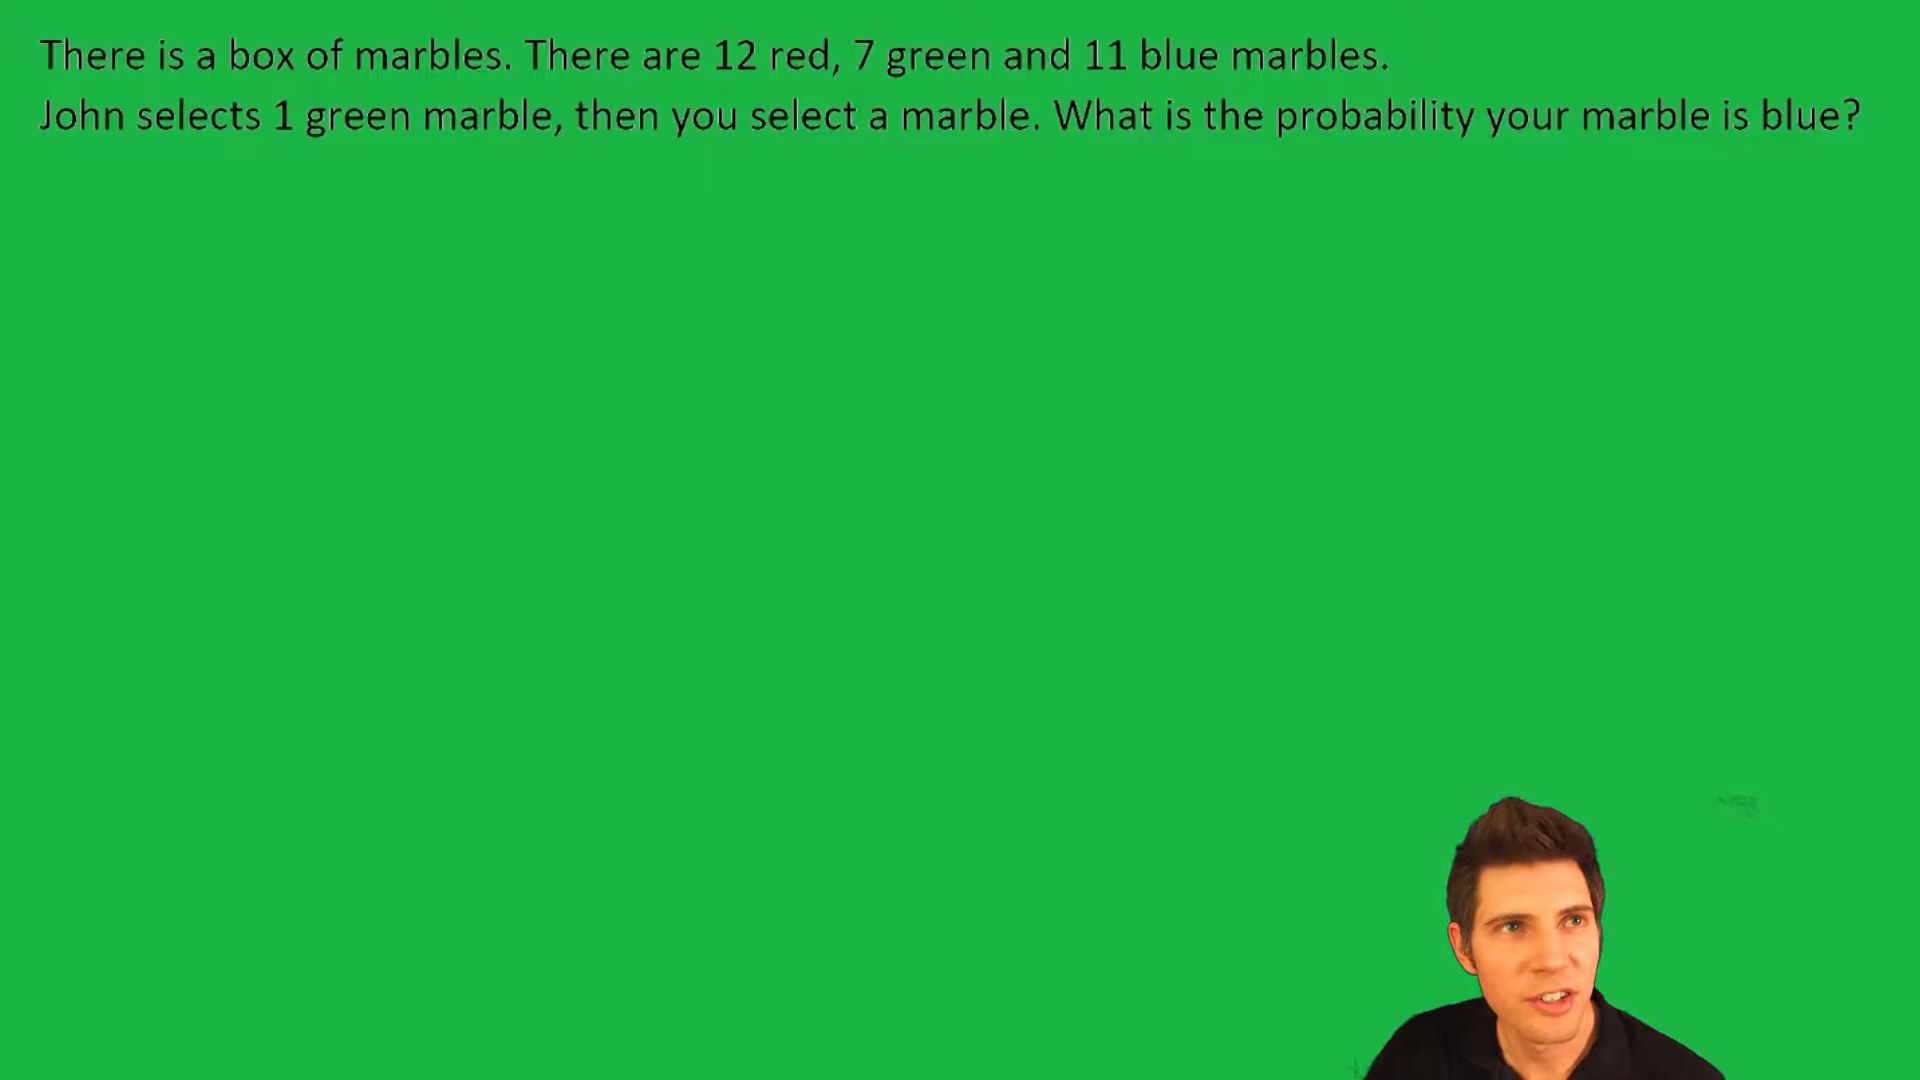 There is a box of marbles. There are 12 red, 7 green and 11 blue marbles.
John selects 1 green marble, then you select a marble. What is the probability your marble is blue?